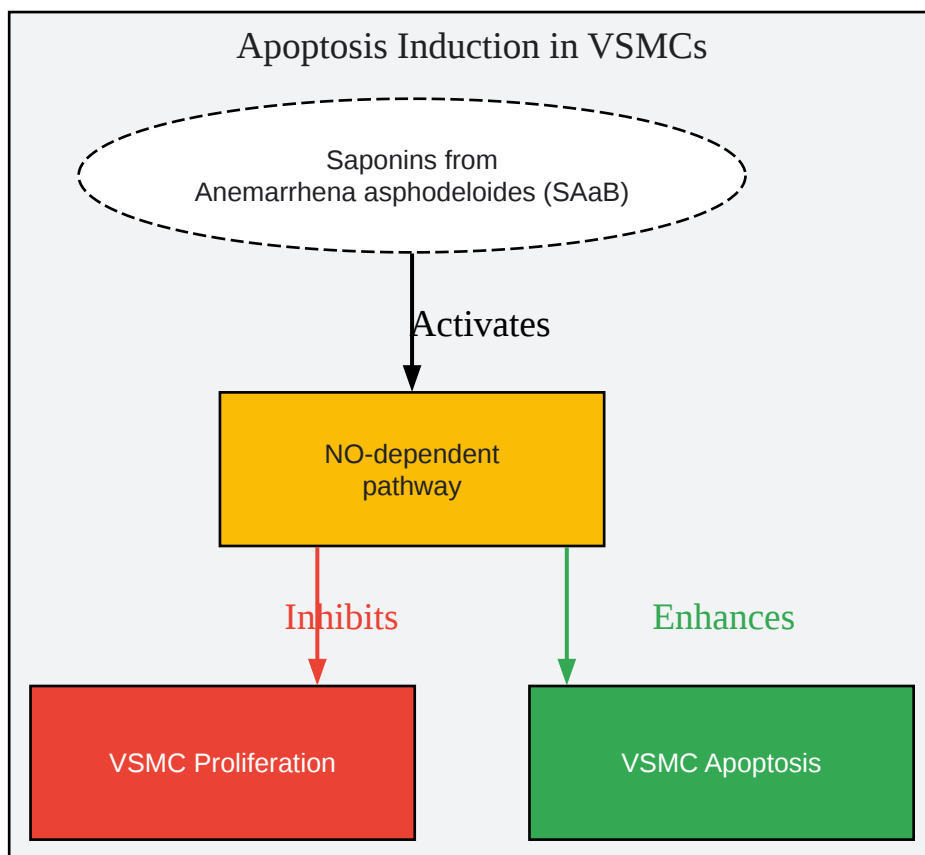 Apoptosis Induction in VSMCs
Saponins from
Anemarrhena asphodeloides (SAaB)
Activates
NO-dependent
pathway
Inhibits
Enhances
VSMC Proliferation
VSMC Apoptosis